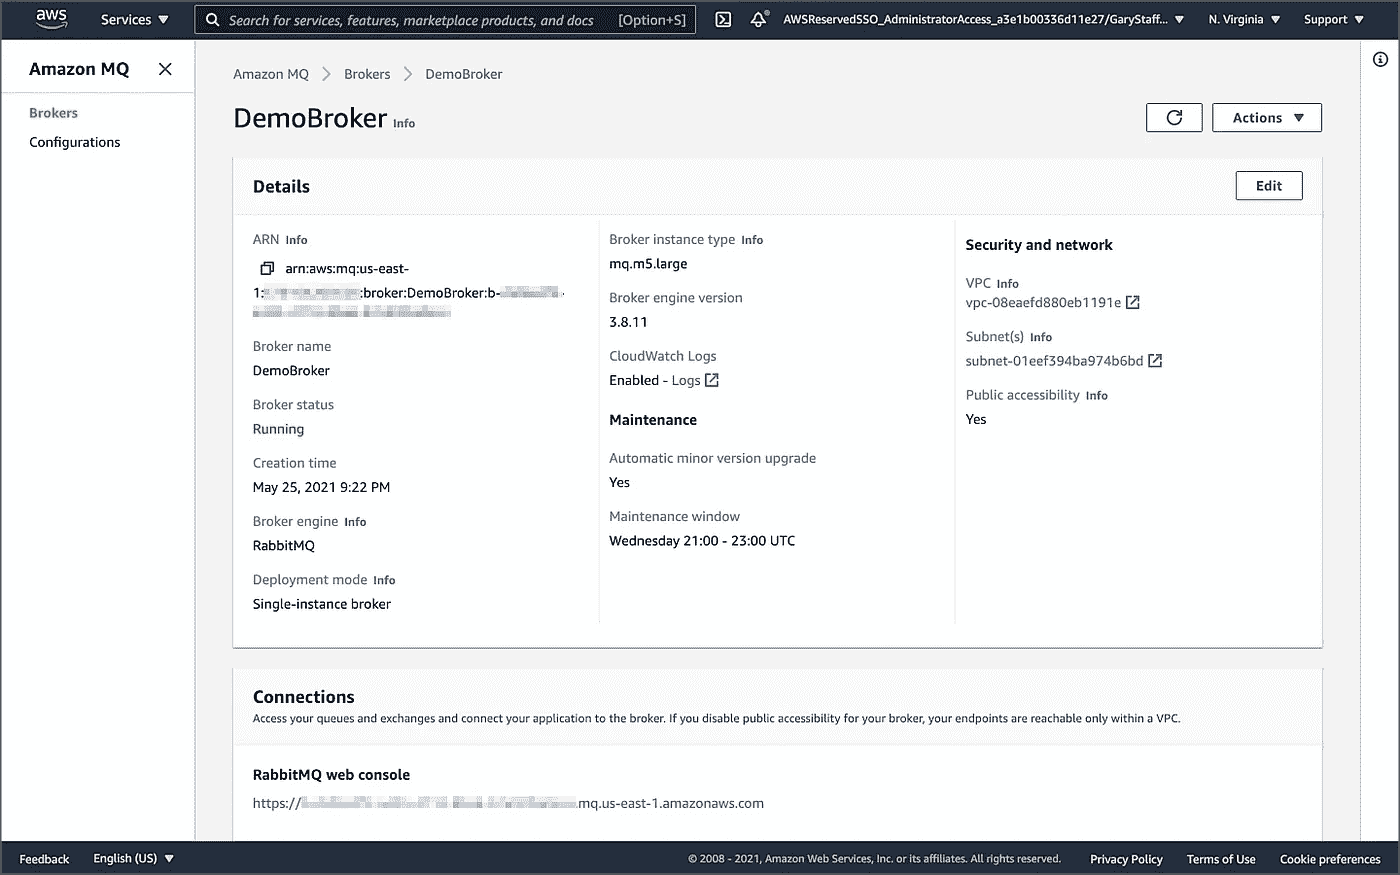 aws Services Search for services, features, marketplace products, and docs [Option+S] AWSReservedSSO_AdministratorAccess_a3e1b00336d11e27/GaryStaff... N. Virginia Support
Amazon MQ
Brokers
Configurations
Amazon MQ > Brokers > DemoBroker
DemoBroker Info
Actions
Details
Edit
ARN Info
arn:aws:mq:us-east-
1: :broker:DemoBroker:b-
Broker name
DemoBroker
Broker status
Running
Creation time
May 25, 2021 9:22 PM
Broker engine Info
RabbitMQ
Deployment mode Info
Single-instance broker
Broker instance type Info
mq.m5.large
Broker engine version
3.8.11
CloudWatch Logs
Enabled - Logs
Maintenance
Automatic minor version upgrade
Yes
Maintenance window
Wednesday 21:00 - 23:00 UTC
Security and network
VPC Info
vpc-08eaefd880eb1191e
Subnet(s) Info
subnet-01eef394ba974b6bd
Public accessibility Info
Yes
Connections
Access your queues and exchanges and connect your application to the broker. If you disable public accessibility for your broker, your endpoints are reachable only within a VPC.
RabbitMQ web console
https:// .mq.us-east-1.amazonaws.com
Feedback English (US) © 2008 - 2021, Amazon Web Services, Inc. or its affiliates. All rights reserved. Privacy Policy Terms of Use Cookie preferences